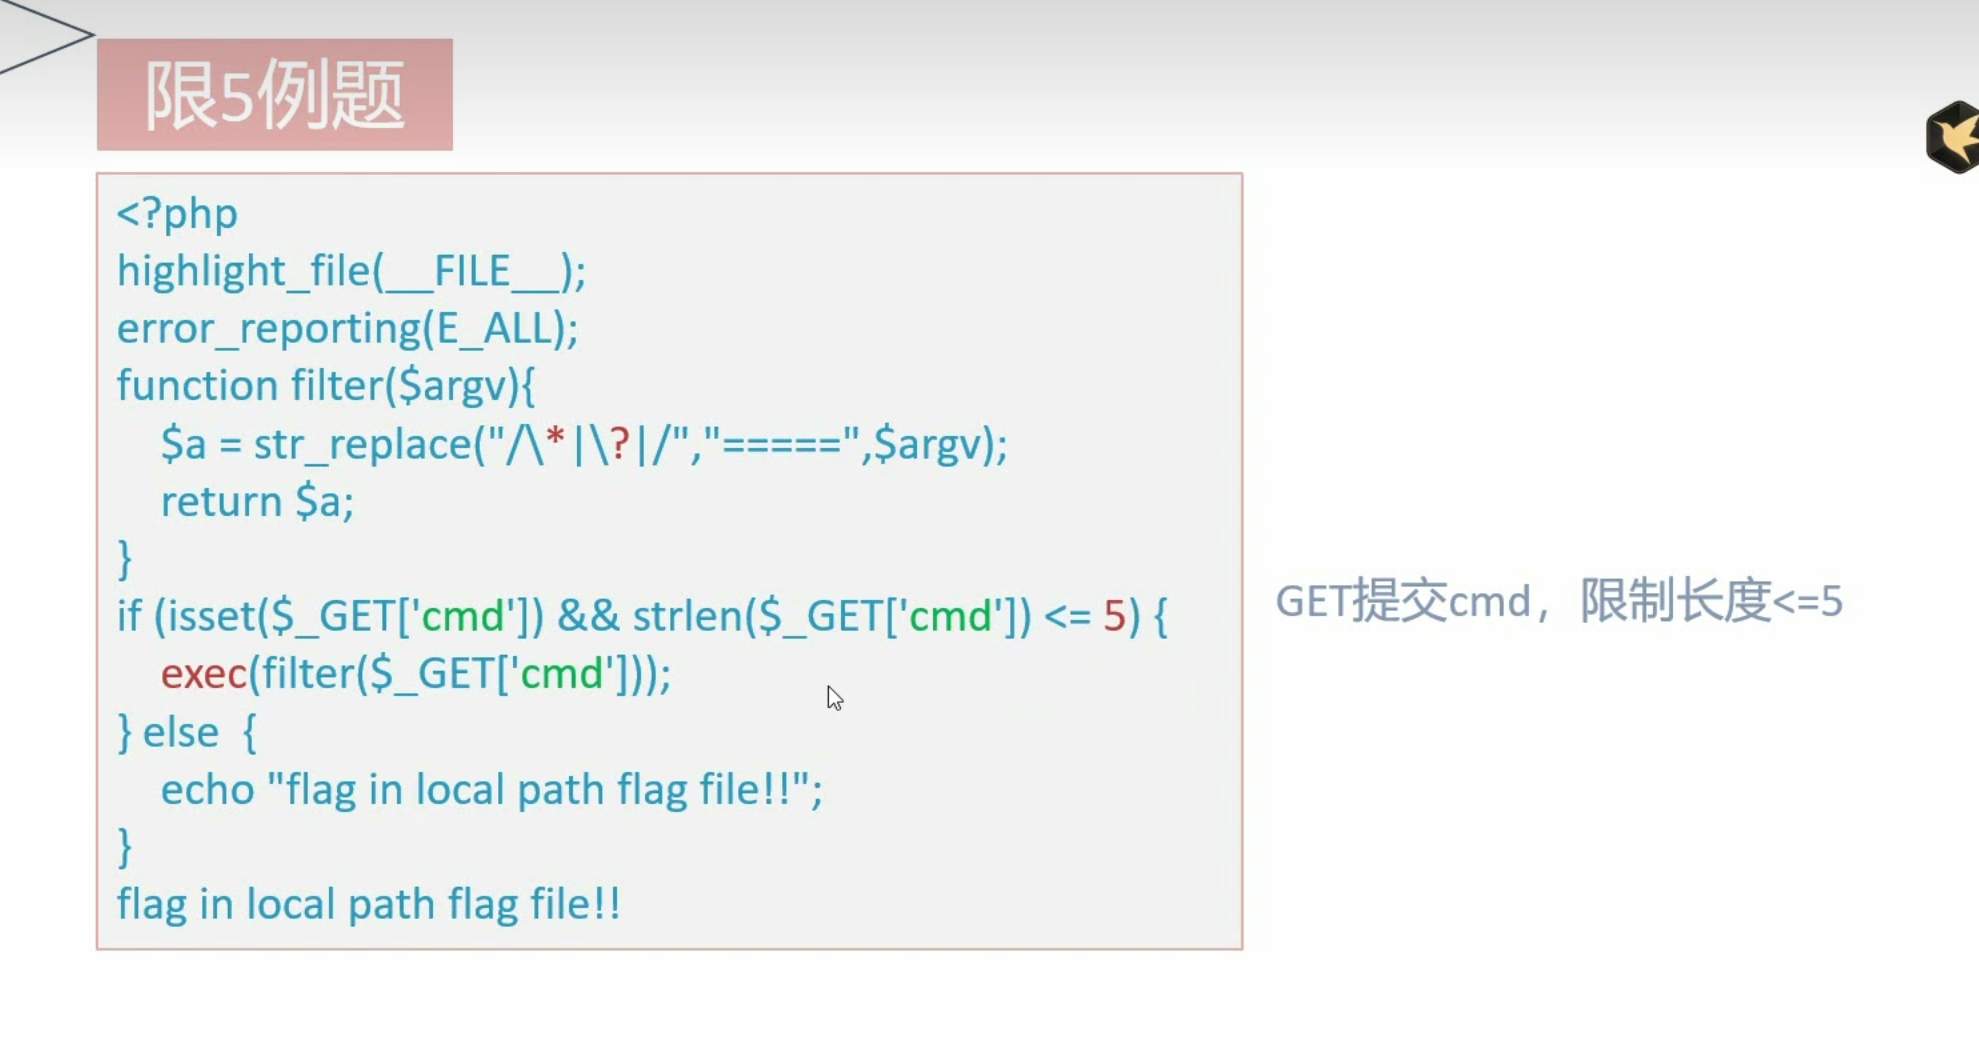 限5例题
<?php
highlight_file(__FILE__);
error_reporting(E_ALL);
function filter($argv){
$a = str_replace("/\*|\?|/","=====",$argv);
return $a;
}
if (isset($_GET['cmd']) && strlen($_GET['cmd']) <= 5) {
exec(filter($_GET['cmd']));
} else  {
echo "flag in local path flag file!!";
}
flag in local path flag file!!
GET提交cmd，限制长度<=5